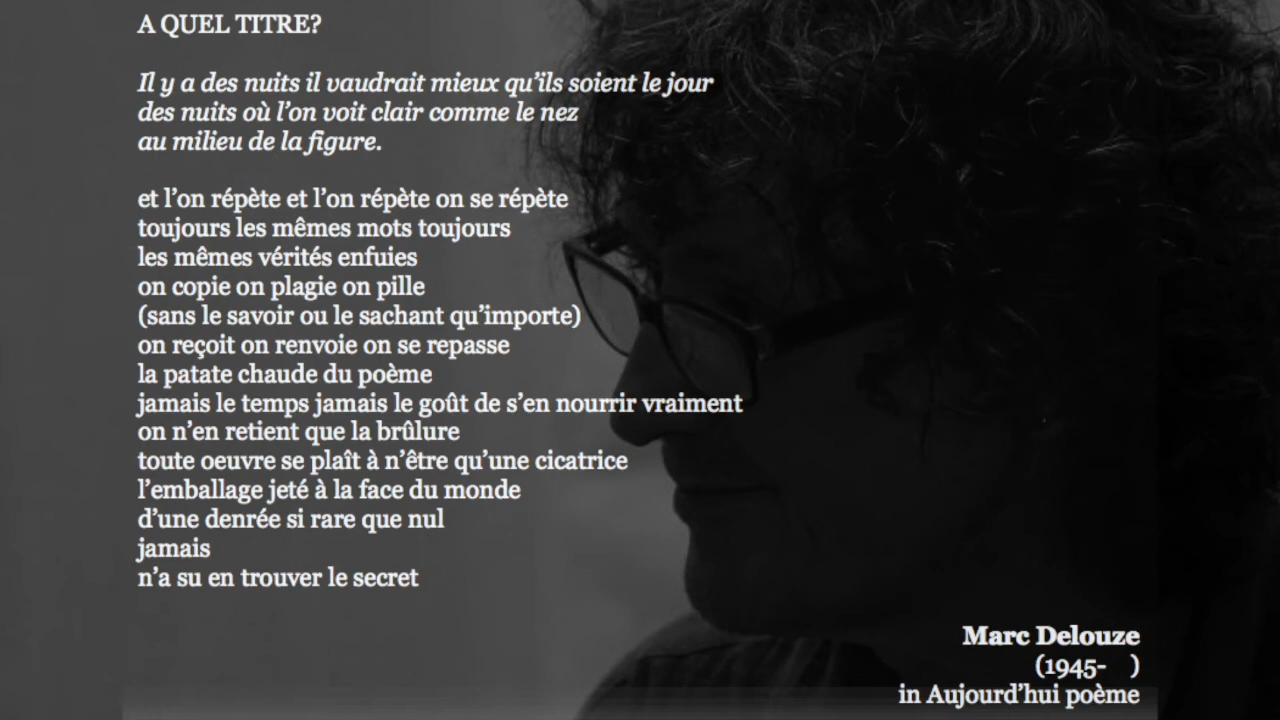 A QUEL TITRE?
Il y a des nuits il vaudrait mieux qu’ils soient le jour
des nuits où l’on voit clair comme le nez
au milieu de la figure.
et l’on répète et l’on répète on se répète
toujours les mêmes mots toujours
les mêmes vérités enfuies
on copie on plagie on pille
(sans le savoir ou le sachant qu’importe)
on reçoit on renvoie on se repasse
la patate chaude du poème
jamais le temps jamais le goût de s’en nourrir vraiment
on n’en retient que la brûlure
toute oeuvre se plaît à n’être qu’une cicatrice
l’emballage jeté à la face du monde
d’une denrée si rare que nul
jamais
n’a su en trouver le secret
Marc Delouze
(1945- )
in Aujourd’hui poème